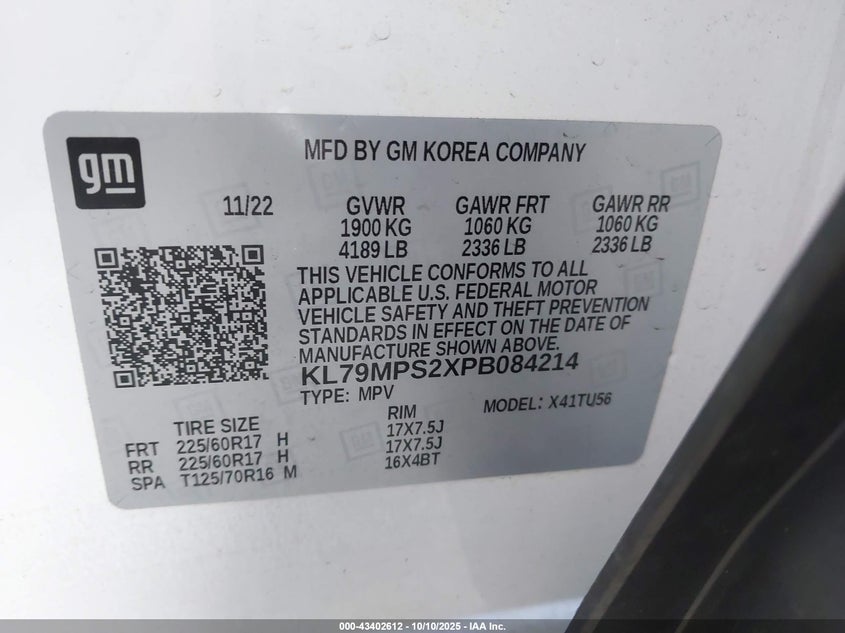 gm
MFD BY GM KOREA COMPANY
11/22 GVWR GAWR FRT GAWR RR
1900 KG 1060 KG 1060 KG
4189 LB 2336 LB 2336 LB
THIS VEHICLE CONFORMS TO ALL
APPLICABLE U.S. FEDERAL MOTOR
VEHICLE SAFETY AND THEFT PREVENTION
STANDARDS IN EFFECT ON THE DATE OF
MANUFACTURE SHOWN ABOVE.
KL79MPS2XPB084214
TYPE: MPV MODEL: X41TU56
TIRE SIZE RIM
FRT 225/60R17 H 17X7.5J
RR 225/60R17 H 17X7.5J
SPA T125/70R16 M 16X4BT
000-43402612 - 10/10/2025 - IAA Inc.